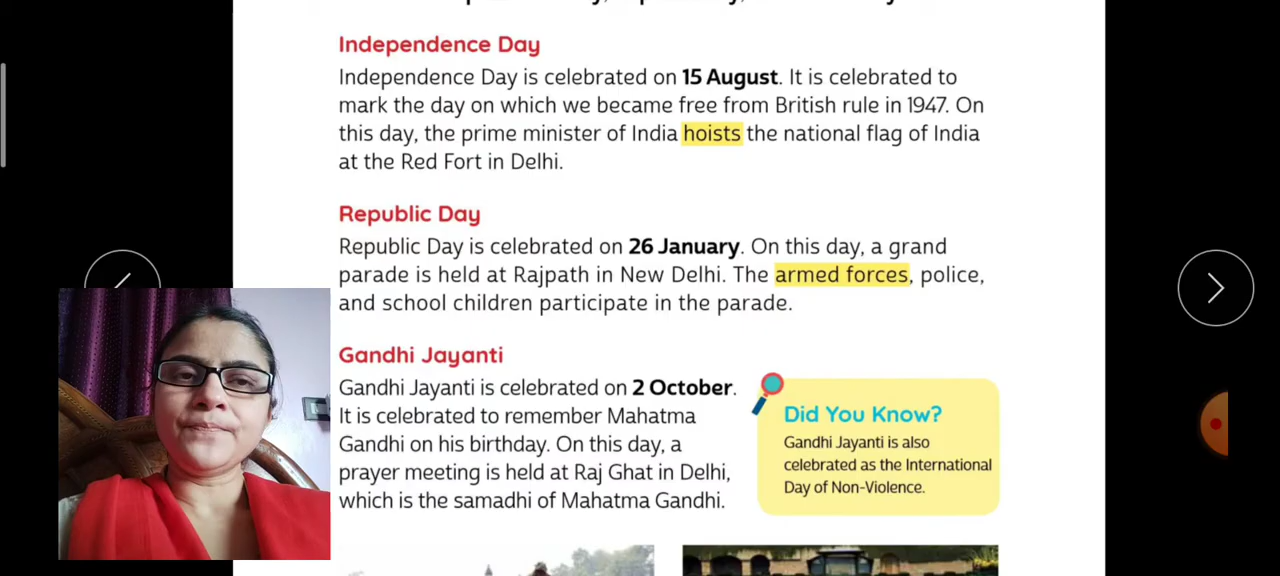 Independence Day
Independence Day is celebrated on 15 August. It is celebrated to
mark the day on which we became free from British rule in 1947. On
this day, the prime minister of India hoists the national flag of India
at the Red Fort in Delhi.
Republic Day
Republic Day is celebrated on 26 January. On this day, a grand
parade is held at Rajpath in New Delhi. The armed forces, police,
and school children participate in the parade.
Gandhi Jayanti
Gandhi Jayanti is celebrated on 2 October.
It is celebrated to remember Mahatma
Gandhi on his birthday. On this day, a
prayer meeting is held at Raj Ghat in Delhi,
which is the samadhi of Mahatma Gandhi.
Did You Know?
Gandhi Jayanti is also
celebrated as the International
Day of Non-Violence.